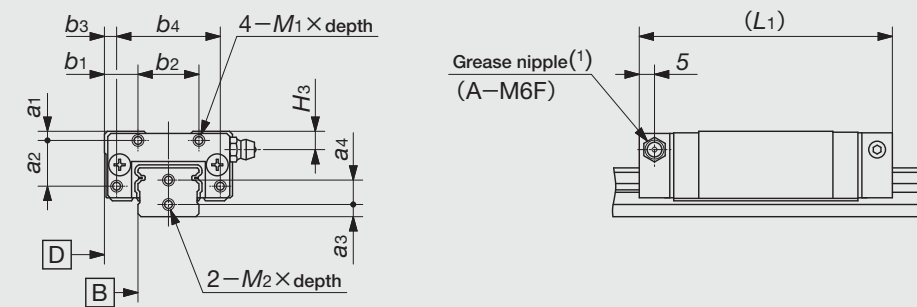 b3 b4 4−M1×depth
b1 b2
a1
a2
H3
a4
a3
D
B
2−M2×depth
(L1)
5
Grease nipple(1)
(A−M6F)